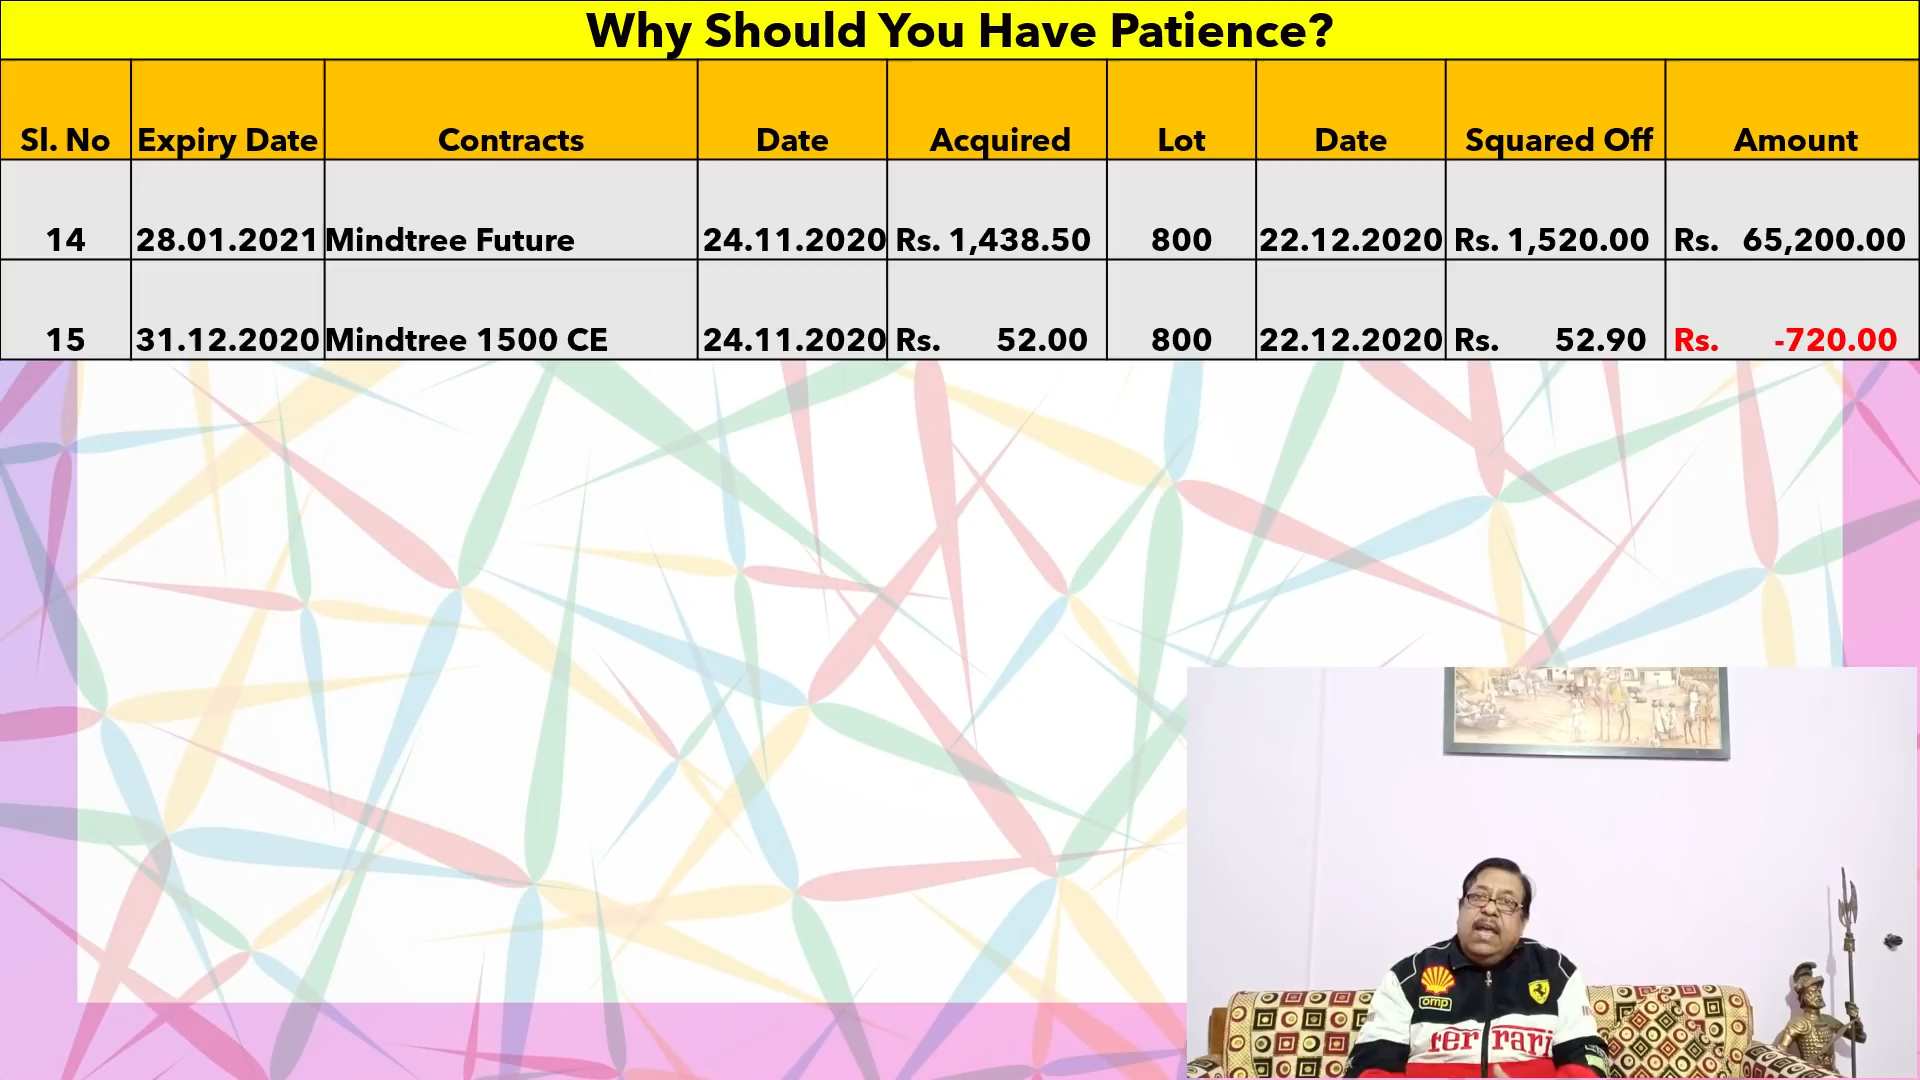 Why Should You Have Patience?
Sl. No Expiry Date Contracts Date Acquired Lot Date Squared Off Amount
14 28.01.2021 Mindtree Future 24.11.2020 Rs. 1,438.50 800 22.12.2020 Rs. 1,520.00 Rs. 65,200.00
15 31.12.2020 Mindtree 1500 CE 24.11.2020 Rs. 52.00 800 22.12.2020 Rs. 52.90 Rs. -720.00
omp
ferrari